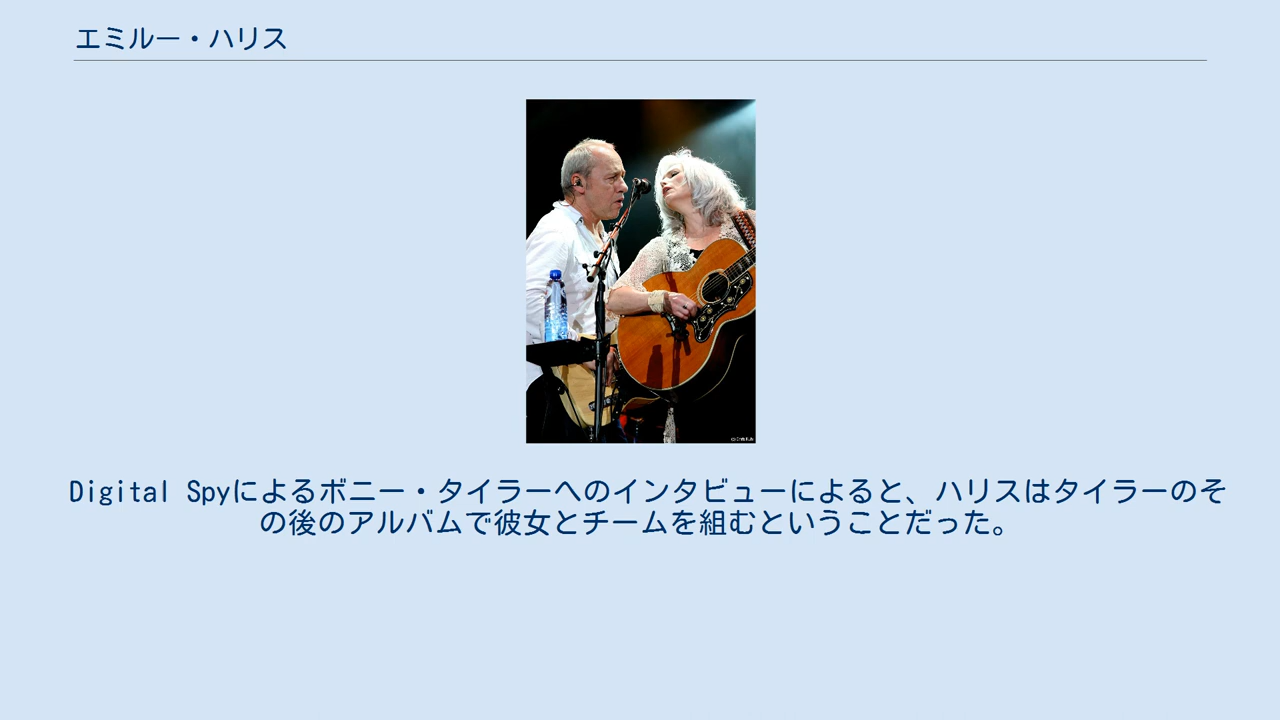 エミルー・ハリス
Digital Spyによるボニー・タイラーへのインタビューによると、ハリスはタイラーのそ
の後のアルバムで彼女とチームを組むということだった。